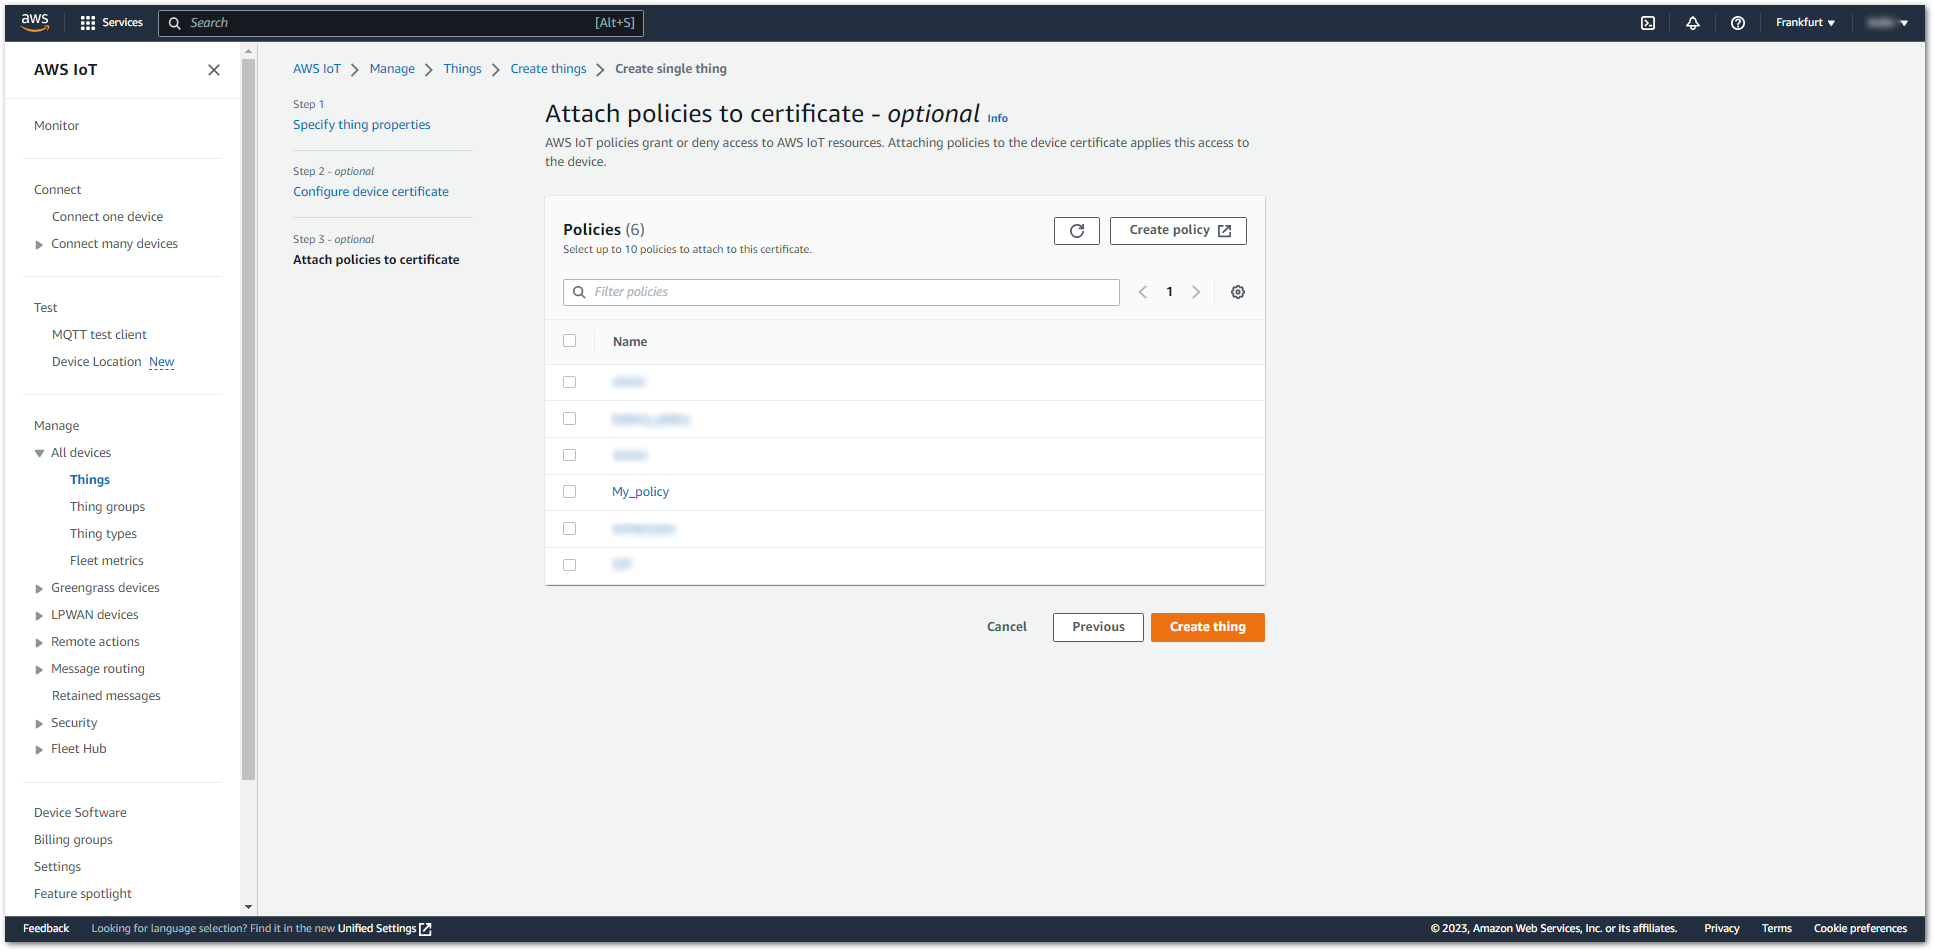 aws Services Search [Alt+S] Frankfurt
AWS IoT
Monitor
Connect
Connect one device
Connect many devices
Test
MQTT test client
Device Location New
Manage
All devices
Things
Thing groups
Thing types
Fleet metrics
Greengrass devices
LPWAN devices
Remote actions
Message routing
Retained messages
Security
Fleet Hub
Device Software
Billing groups
Settings
Feature spotlight
AWS IoT Manage Things Create things Create single thing
Step 1
Specify thing properties
Step 2 - optional
Configure device certificate
Step 3 - optional
Attach policies to certificate
Attach policies to certificate - optional Info
AWS IoT policies grant or deny access to AWS IoT resources. Attaching policies to the device certificate applies this access to
the device.
Policies (6)
Select up to 10 policies to attach to this certificate.
Create policy
Filter policies
1
Name
My_policy
Cancel Previous Create thing
Feedback Looking for language selection? Find it in the new Unified Settings © 2023, Amazon Web Services, Inc. or its affiliates. Privacy Terms Cookie preferences